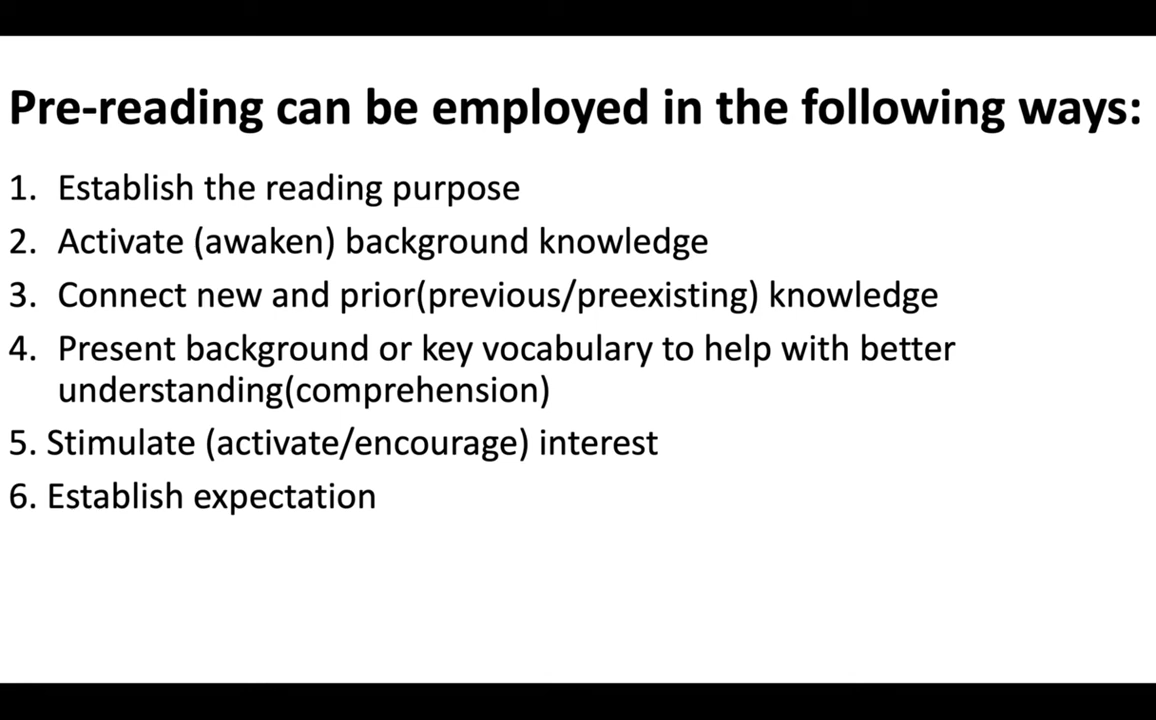 Pre-reading can be employed in the following ways:
1. Establish the reading purpose
2. Activate (awaken) background knowledge
3. Connect new and prior(previous/preexisting) knowledge
4. Present background or key vocabulary to help with better
understanding(comprehension)
5. Stimulate (activate/encourage) interest
6. Establish expectation